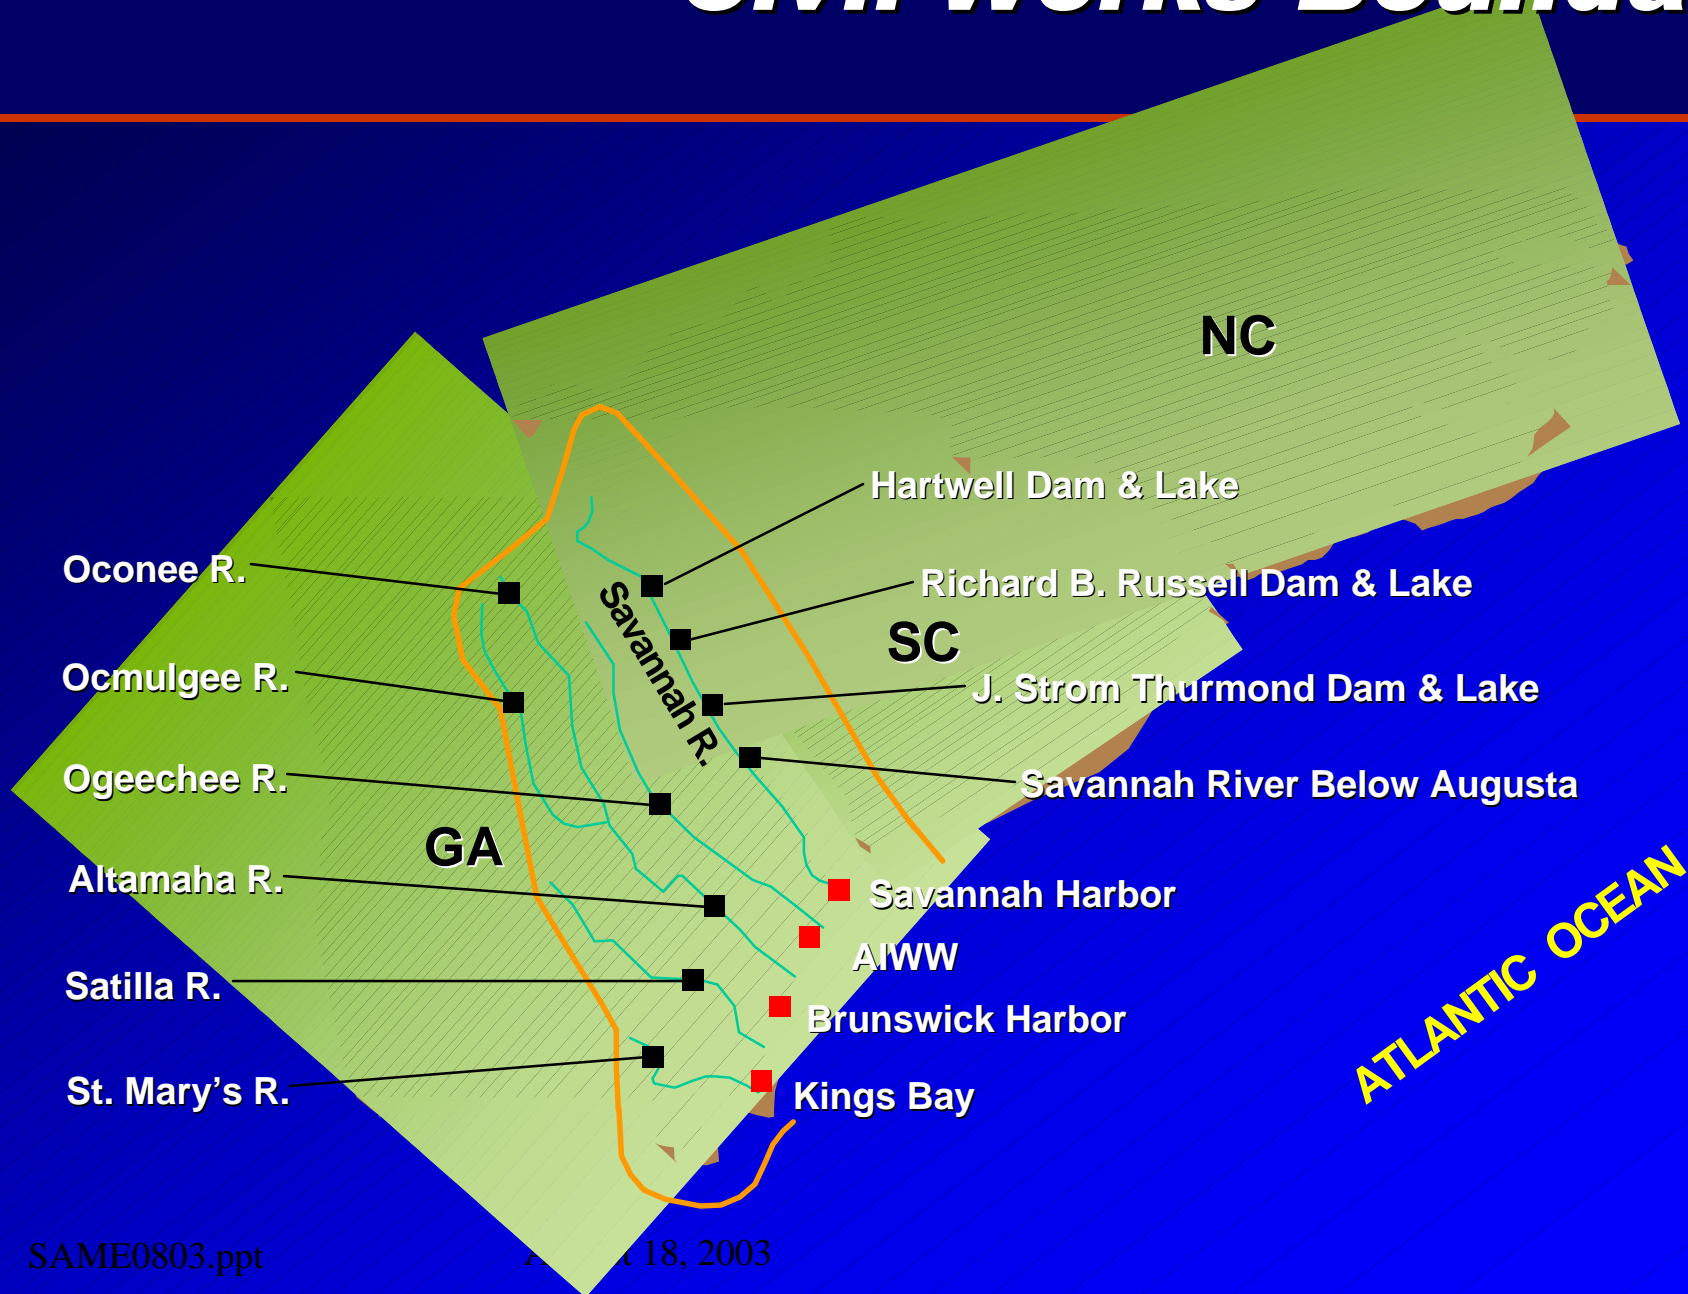 Civil Works
NC
Hartwell Dam & Lake
Oconee R.
Richard B. Russell Dam & Lake
Savannah R.
SC
Ocmulgee R.
J. Strom Thurmond Dam & Lake
Ogeechee R.
Savannah River Below Augusta
GA
Altamaha R.
Savannah Harbor
AIWW
ATLANTIC OCEAN
Satilla R.
Brunswick Harbor
St. Mary’s R.
Kings Bay
SAME0803.ppt
18, 2003